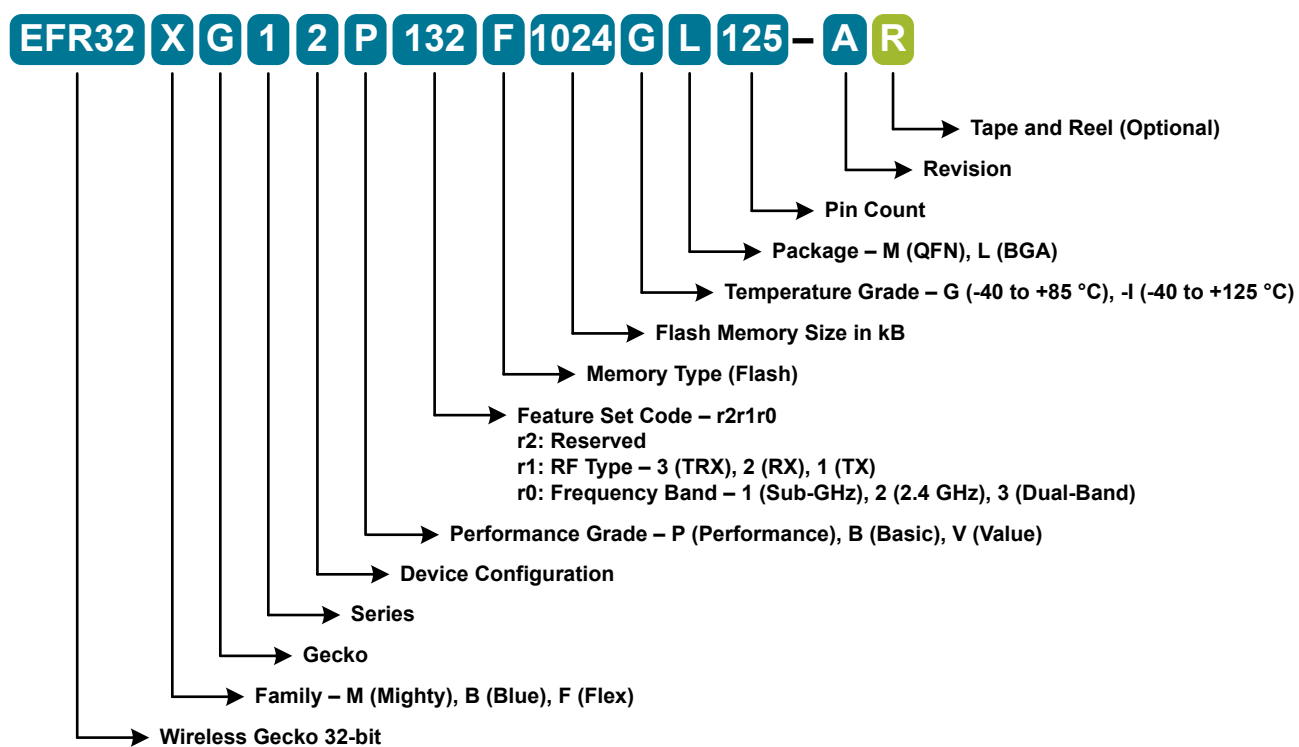 EFR32 X G 1 2 P 132 F 1024 G L 125 – A R
Tape and Reel (Optional)
Revision
Pin Count
Package – M (QFN), L (BGA)
Temperature Grade – G (-40 to +85 °C), -I (-40 to +125 °C)
Flash Memory Size in kB
Memory Type (Flash)
Feature Set Code – r2r1r0
r2: Reserved
r1: RF Type – 3 (TRX), 2 (RX), 1 (TX)
r0: Frequency Band – 1 (Sub-GHz), 2 (2.4 GHz), 3 (Dual-Band)
Performance Grade – P (Performance), B (Basic), V (Value)
Device Configuration
Series
Gecko
Family – M (Mighty), B (Blue), F (Flex)
Wireless Gecko 32-bit